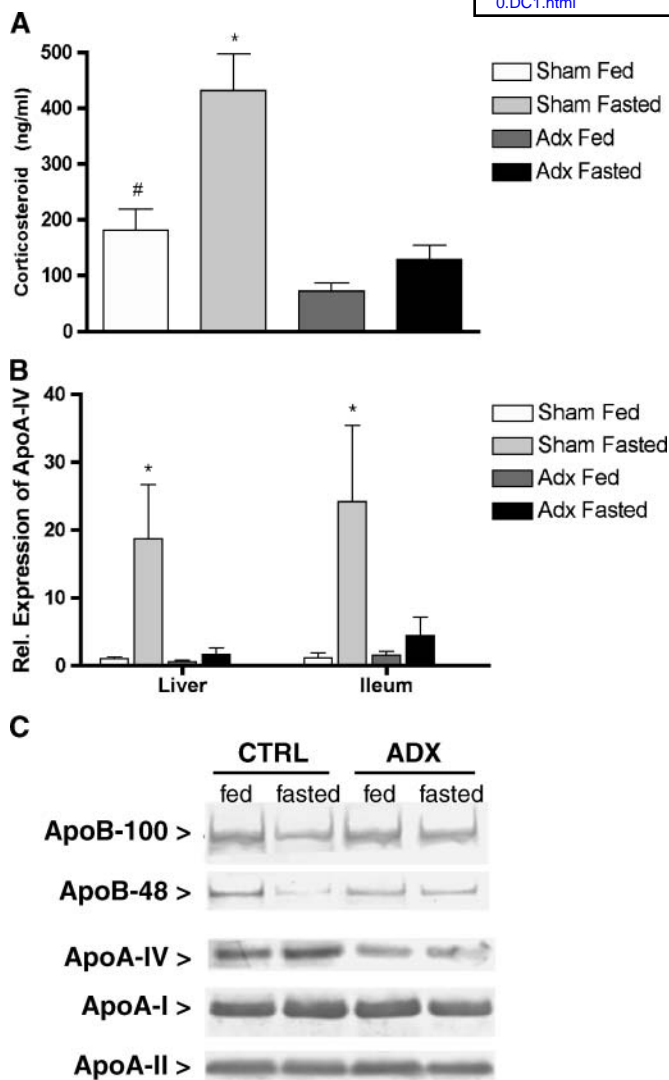 0.DC1.html
A
Corticosteroid (ng/ml)
500
400
300
200
100
0
#
*
Sham Fed
Sham Fasted
Adx Fed
Adx Fasted
B
Rel. Expression of ApoA-IV
40
30
20
10
0
*
*
Liver
Ileum
Sham Fed
Sham Fasted
Adx Fed
Adx Fasted
C
CTRL ADX
fed fasted fed fasted
ApoB-100 >
ApoB-48 >
ApoA-IV >
ApoA-I >
ApoA-II >